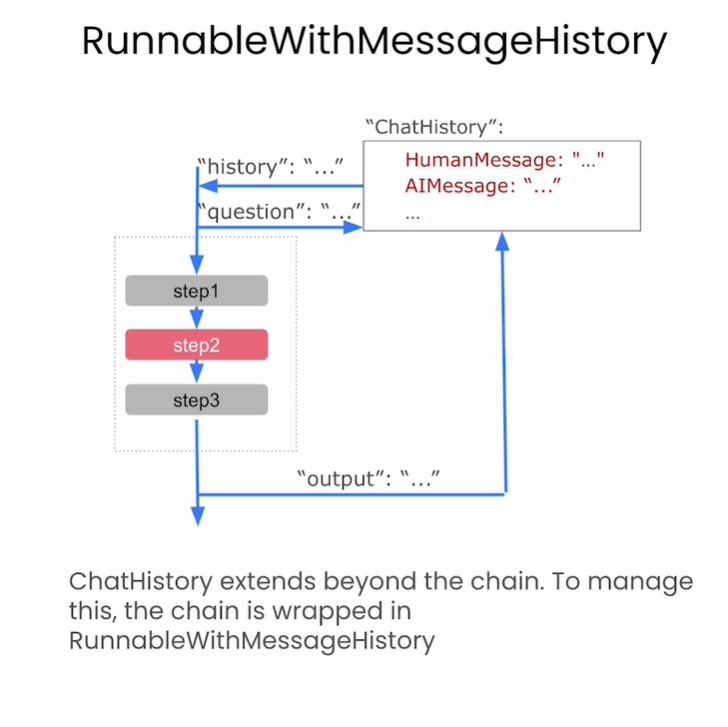 RunnableWithMessageHistory
“ChatHistory”:
HumanMessage: "…"
AIMessage: “…”
…
“history”: “…”
“question”: “…”
step1
step2
step3
“output”: “…”
ChatHistory extends beyond the chain. To manage
this, the chain is wrapped in
RunnableWithMessageHistory